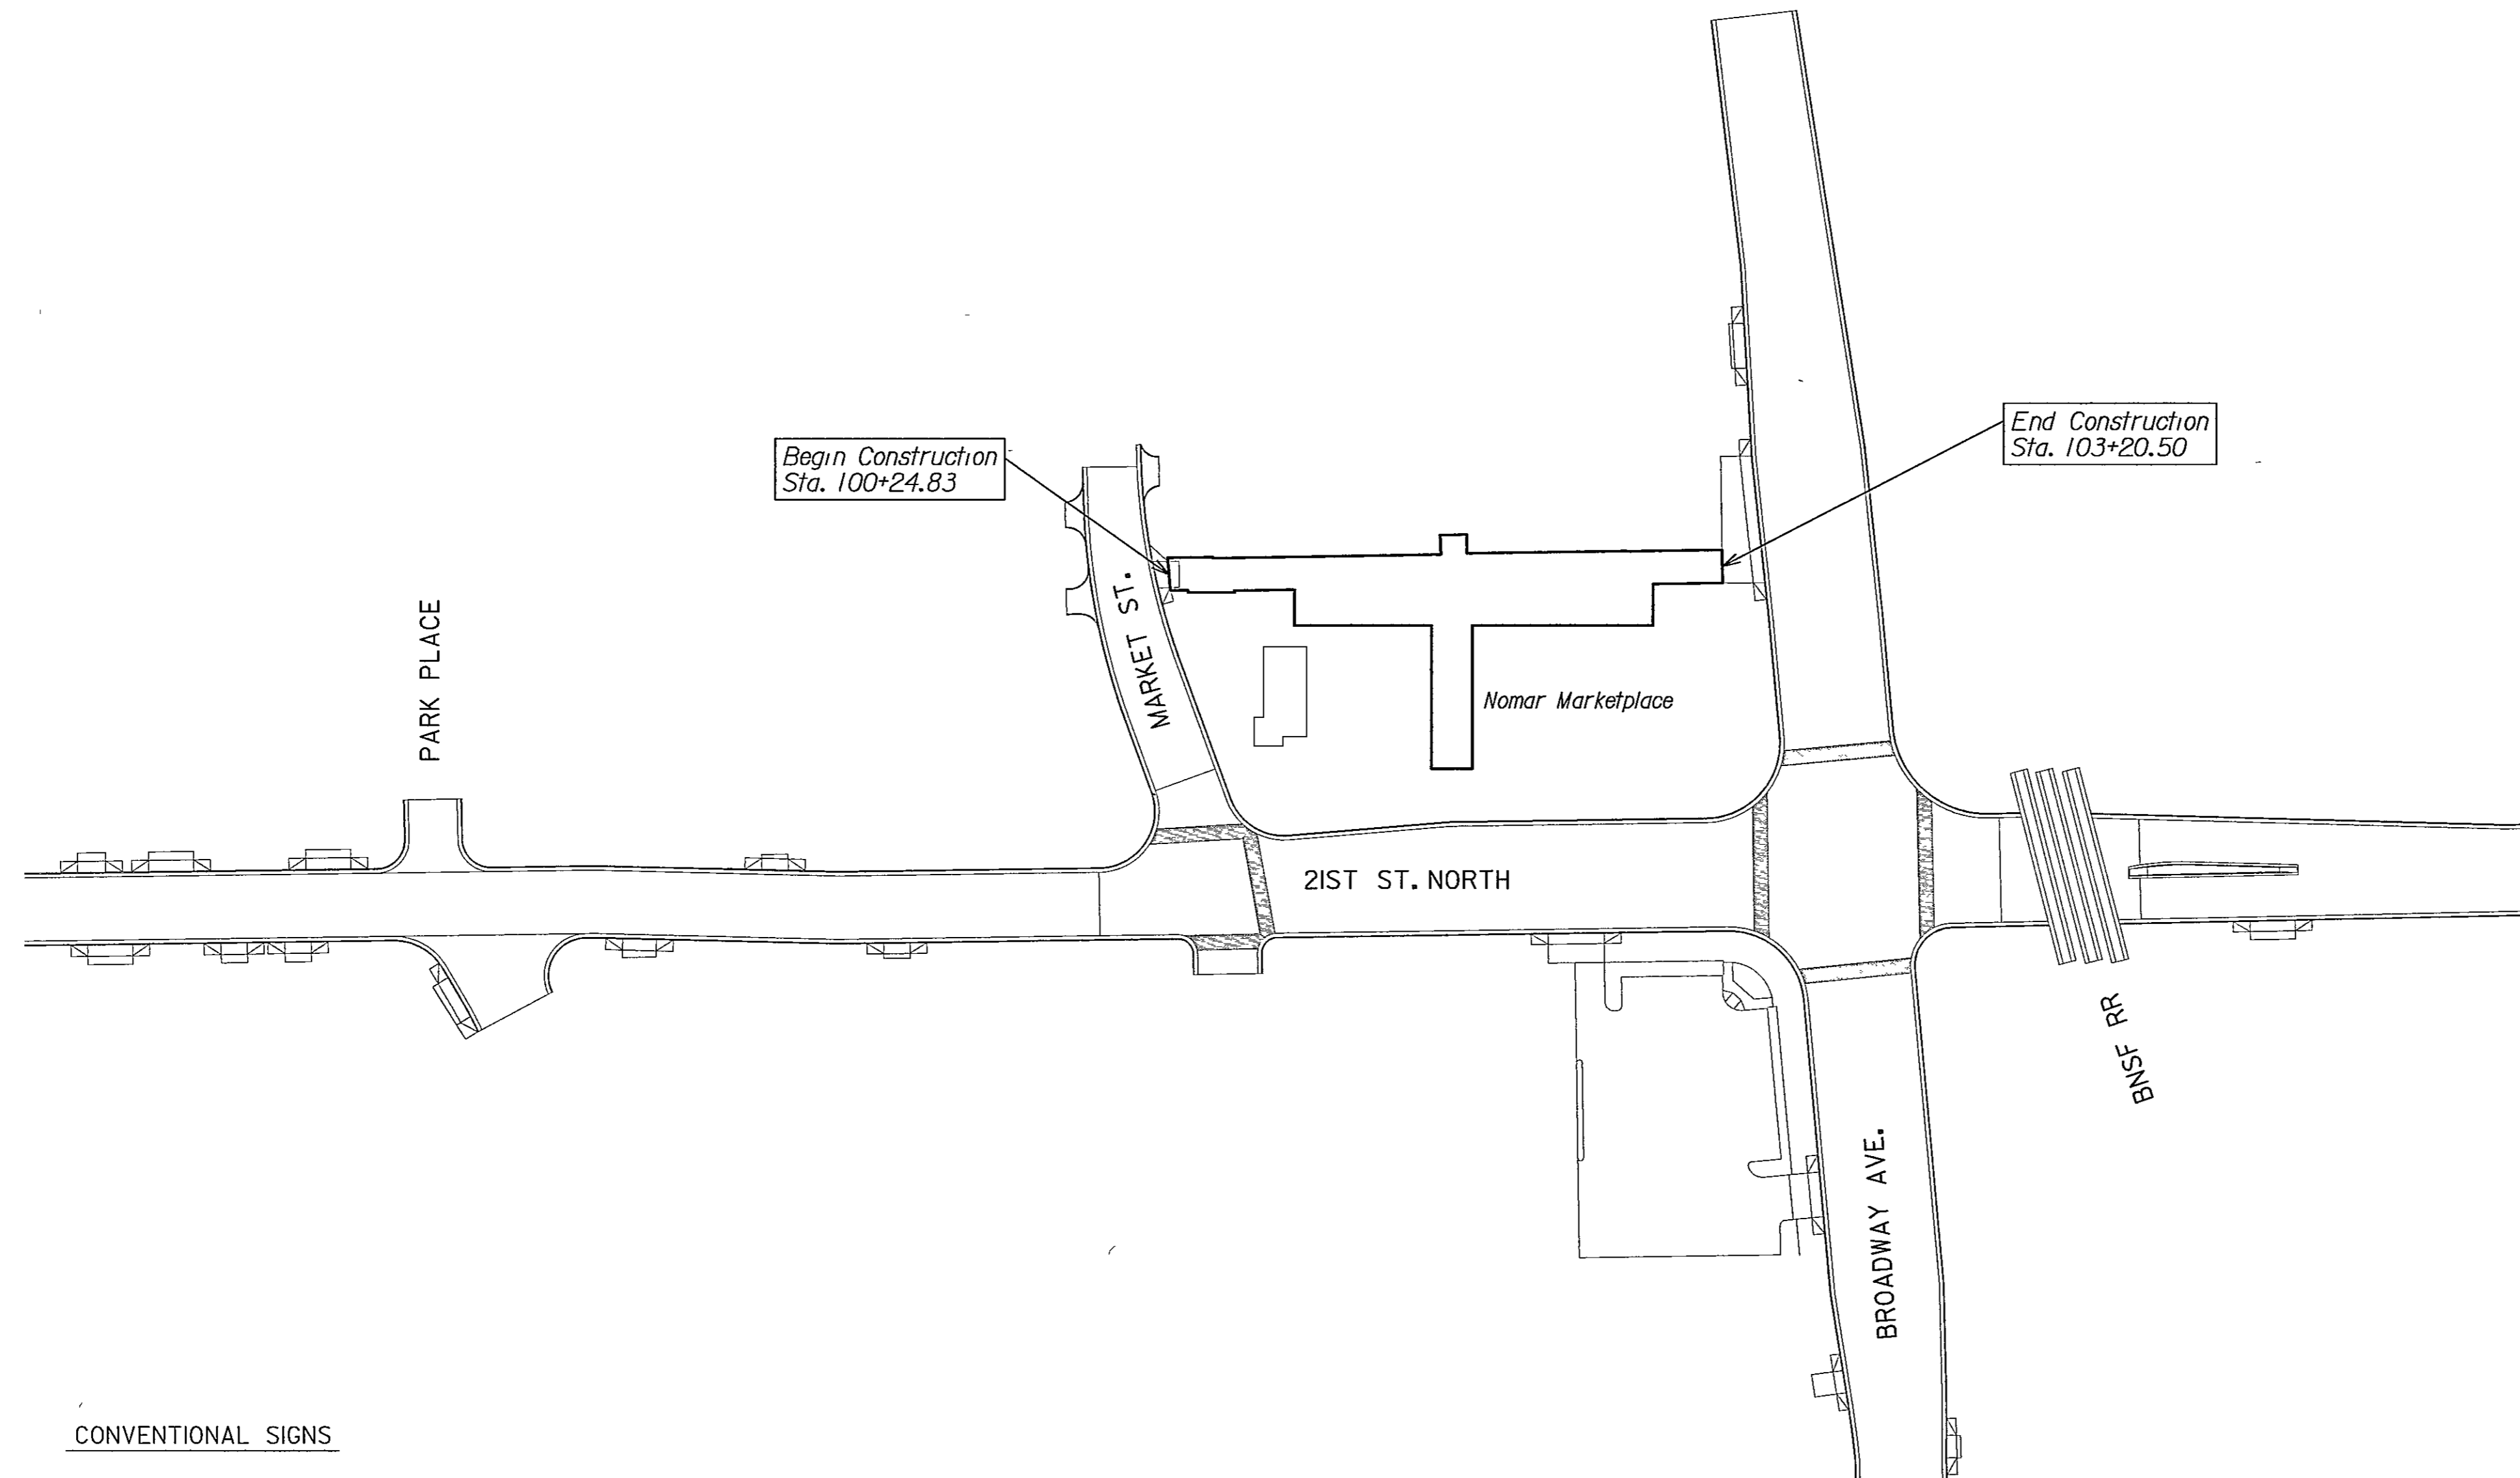 End Construction
Sta. 103+20.50
Begin Construction
Sta. 100+24.83
PARK PLACE
MARKET ST.
Nomar Marketplace
21ST ST. NORTH
BNSF RR
BROADWAY AVE.
CONVENTIONAL SIGNS